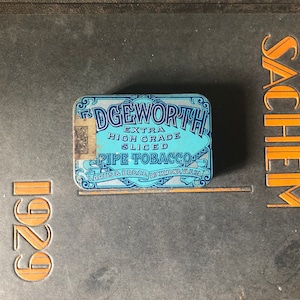 EDGEWORTH
EXTRA
HIGH GRADE
SLICED
PIPE TOBACCO
SACHEM
1929